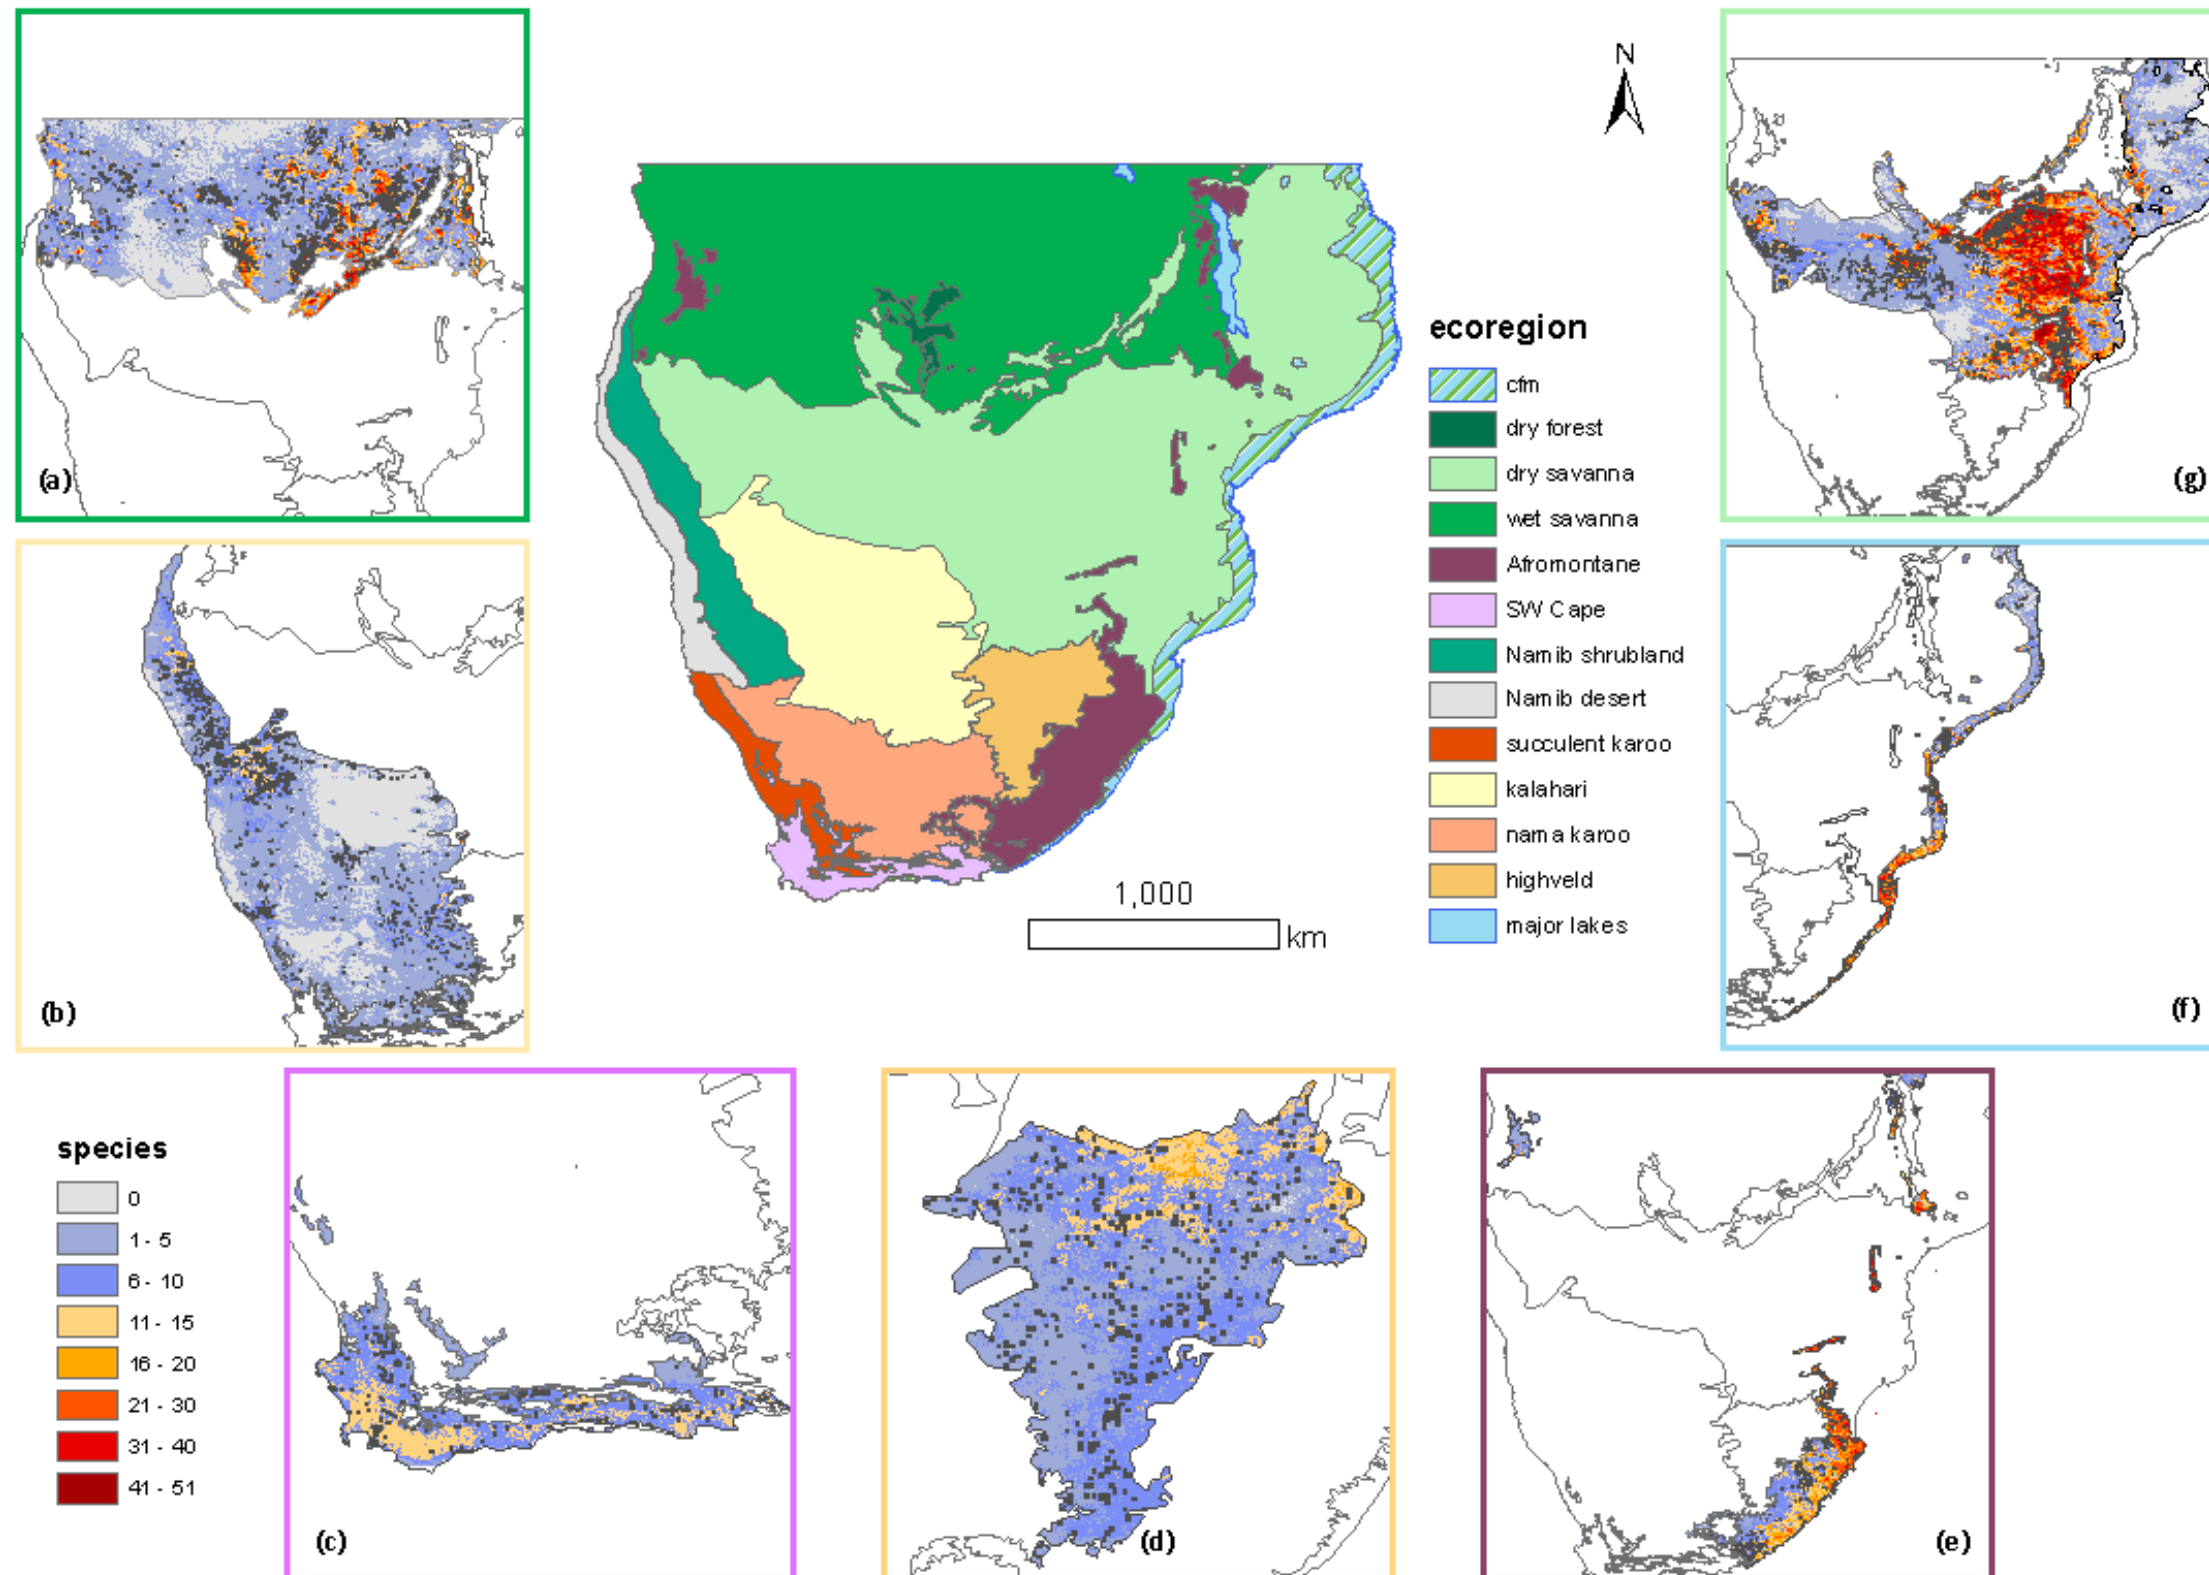 N
(a)
(g)
ecoregion
cfm
dry forest
dry savanna
wet savanna
Afromontane
SW Cape
Namib shrubland
Namib desert
succulent karoo
kalahari
nama karoo
highveld
major lakes
1,000
km
(b)
(f)
species
0
1 - 5
6 - 10
11 - 15
16 - 20
21 - 30
31 - 40
41 - 51
(c)
(d)
(e)